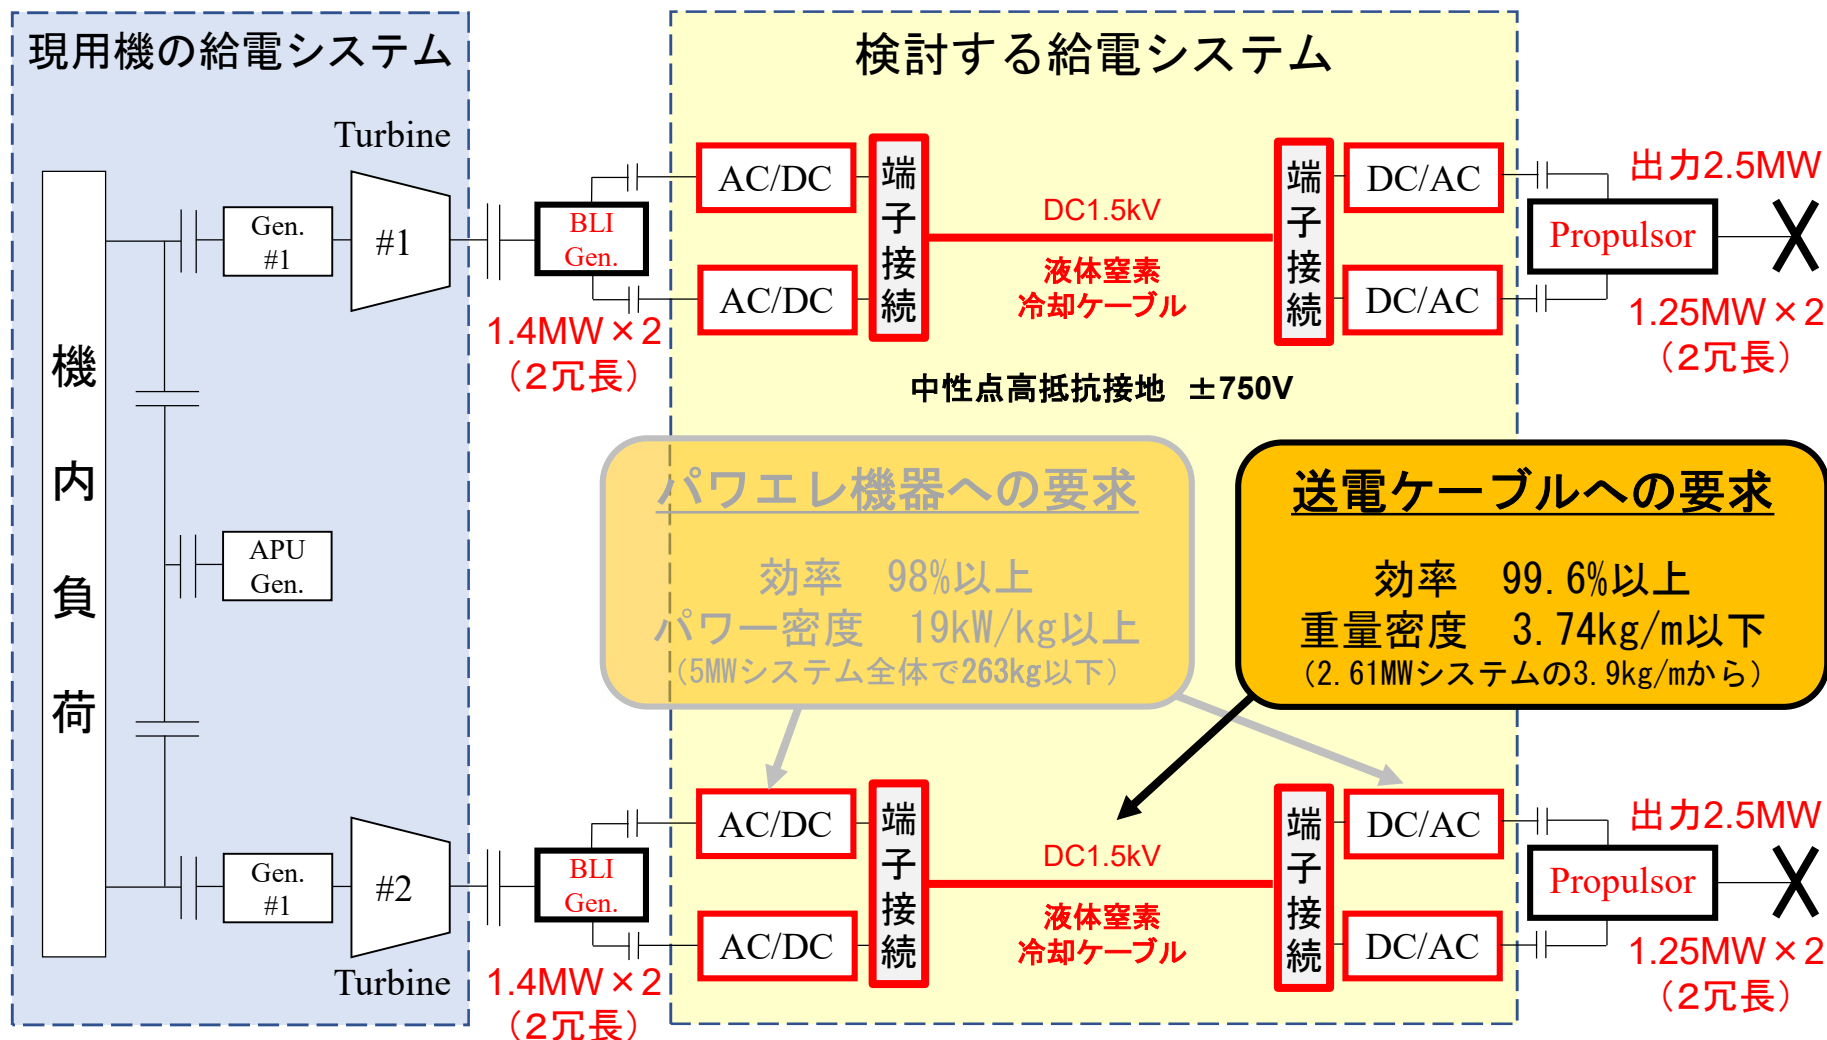 現用機の給電システム
検討する給電システム
Turbine
機内負荷
Gen.
#1
#1
BLI
Gen.
1.4MW×2
（２冗長）
AC/DC
AC/DC
端子接続
DC1.5kV
液体窒素
冷却ケーブル
端子接続
DC/AC
DC/AC
出力2.5MW
Propulsor
1.25MW×2
（２冗長）
中性点高抵抗接地　±750V
APU
Gen.
パワエレ機器への要求
効率　98%以上
パワー密度　19kW/kg以上
（5MWシステム全体で263kg以下）
送電ケーブルへの要求
効率　99.6%以上
重量密度　3.74kg/m以下
（2.61MWシステムの3.9kg/mから）
Gen.
#1
#2
Turbine
BLI
Gen.
1.4MW×2
（２冗長）
AC/DC
AC/DC
端子接続
DC1.5kV
液体窒素
冷却ケーブル
端子接続
DC/AC
DC/AC
出力2.5MW
Propulsor
1.25MW×2
（２冗長）